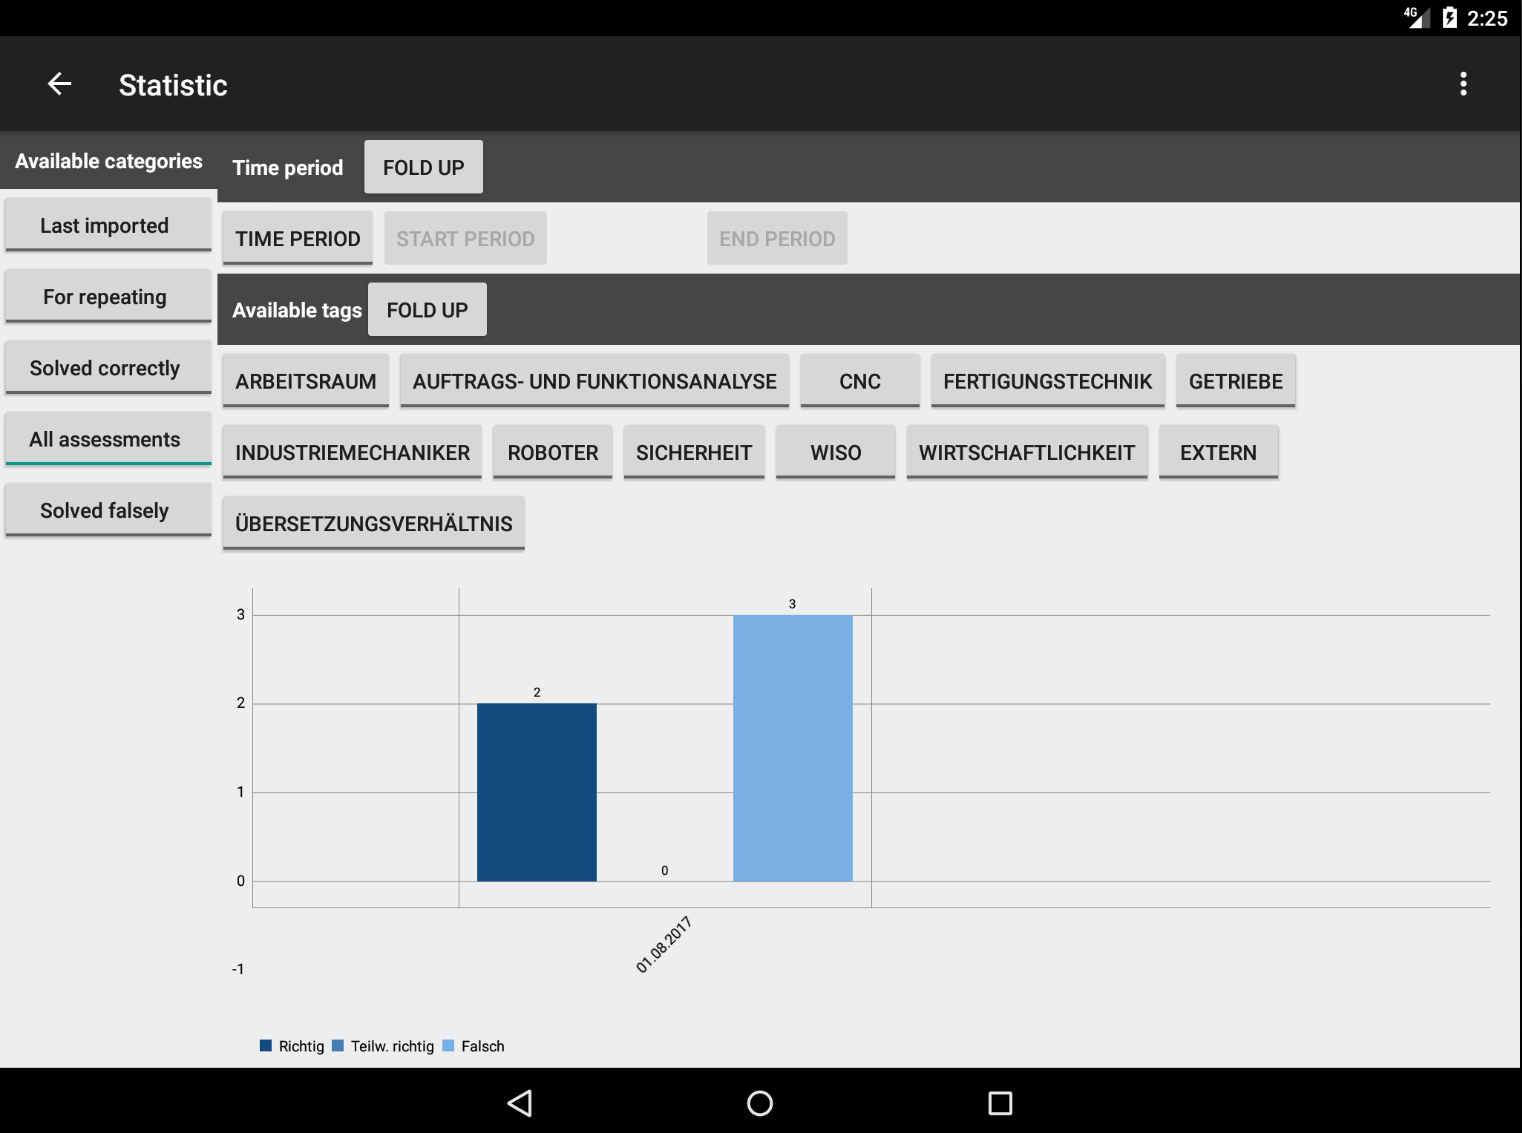 4G 2:25
Statistic
Available categories
Time period FOLD UP
Last imported
TIME PERIOD START PERIOD END PERIOD
For repeating
Available tags FOLD UP
Solved correctly
ARBEITSRAUM AUFTRAGS- UND FUNKTIONSANALYSE CNC FERTIGUNGSTECHNIK GETRIEBE
All assessments
INDUSTRIEMECHANIKER ROBOTER SICHERHEIT WISO WIRTSCHAFTLICHKEIT EXTERN
Solved falsely
ÜBERSETZUNGSVERHÄLTNIS
3
3
2
2
1
0
0
01.08.2017
-1
Richtig Teilw. richtig Falsch